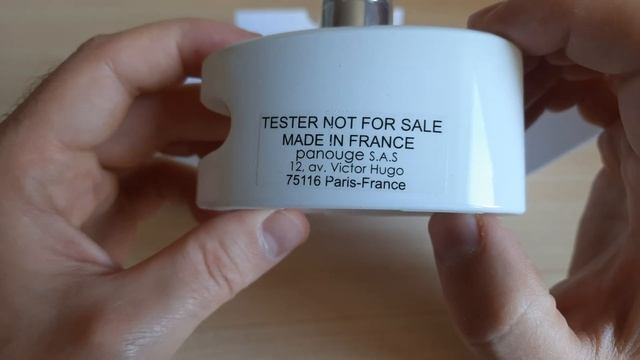 TESTER NOT FOR SALE
MADE IN FRANCE
panouge S.A.S
12, av. Victor Hugo
75116 Paris-France